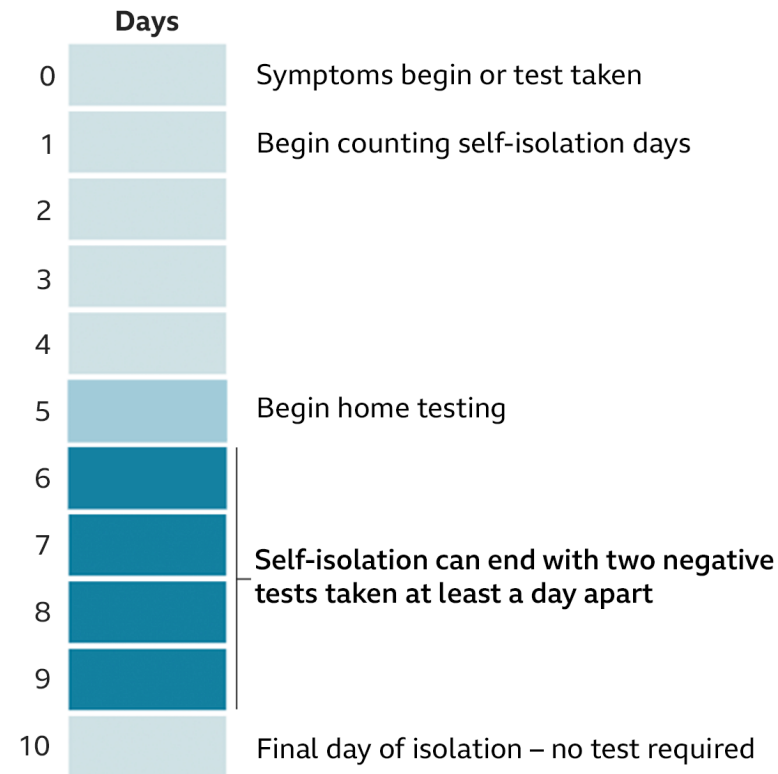 Days
0 Symptoms begin or test taken
1 Begin counting self-isolation days
2
3
4
5 Begin home testing
6
7
Self-isolation can end with two negative
tests taken at least a day apart
8
9
10 Final day of isolation – no test required